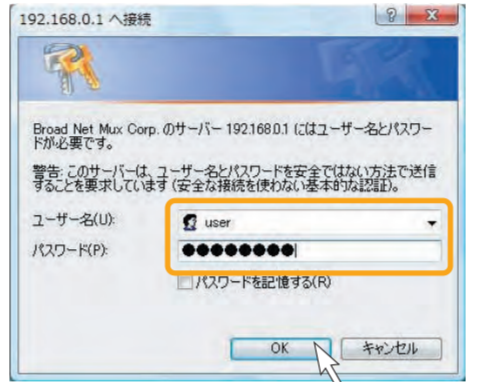 192.168.0.1 へ接続
Broad Net Mux Corp. のサーバー 192.168.0.1 にはユーザー名とパスワー
ドが必要です。
警告: このサーバーは、ユーザー名とパスワードを安全ではない方法で送信
することを要求しています (安全な接続を使わない基本的な認証)。
ユーザー名(U):
user
パスワード(P):
●●●●●●●●
パスワードを記憶する(R)
OK
キャンセル